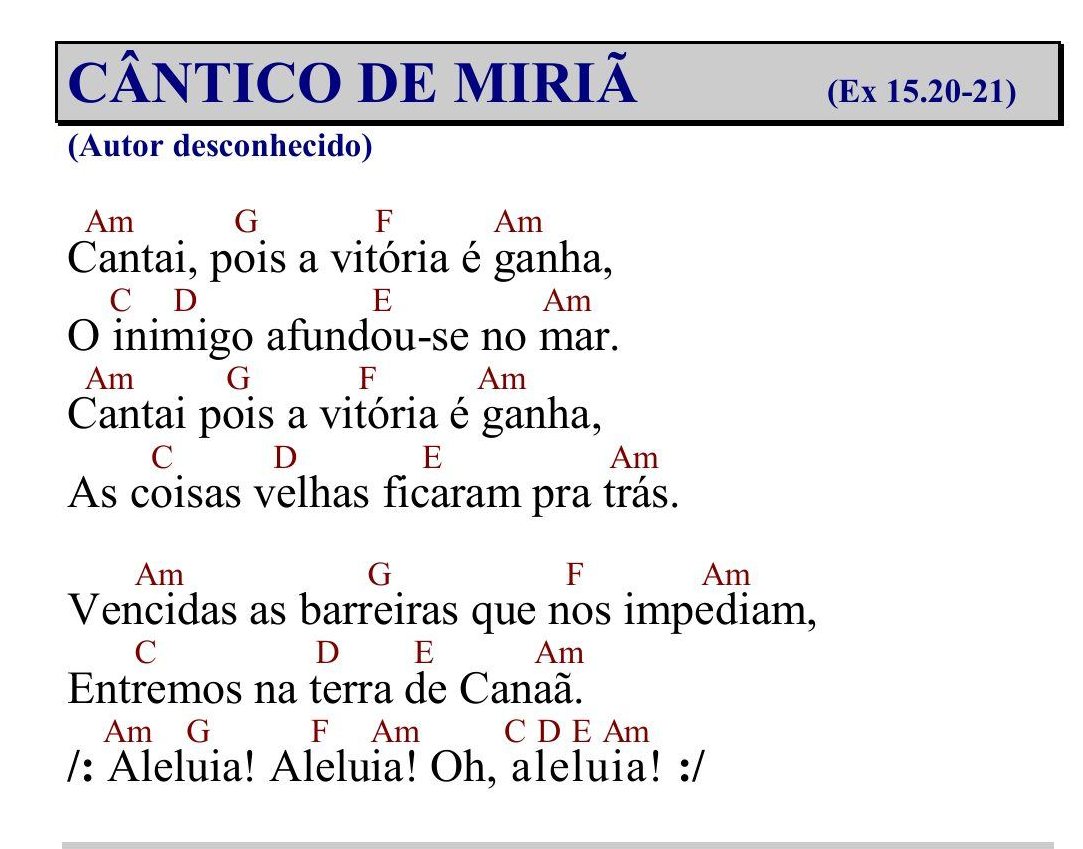 CÂNTICO DE MIRIÃ (Ex 15.20-21)
(Autor desconhecido)
Am G F Am
Cantai, pois a vitória é ganha,
C D E Am
O inimigo afundou-se no mar.
Am G F Am
Cantai pois a vitória é ganha,
C D E Am
As coisas velhas ficaram pra trás.
Am G F Am
Vencidas as barreiras que nos impediam,
C D E Am
Entremos na terra de Canaã.
Am G F Am C D E Am
/: Aleluia! Aleluia! Oh, aleluia! :/